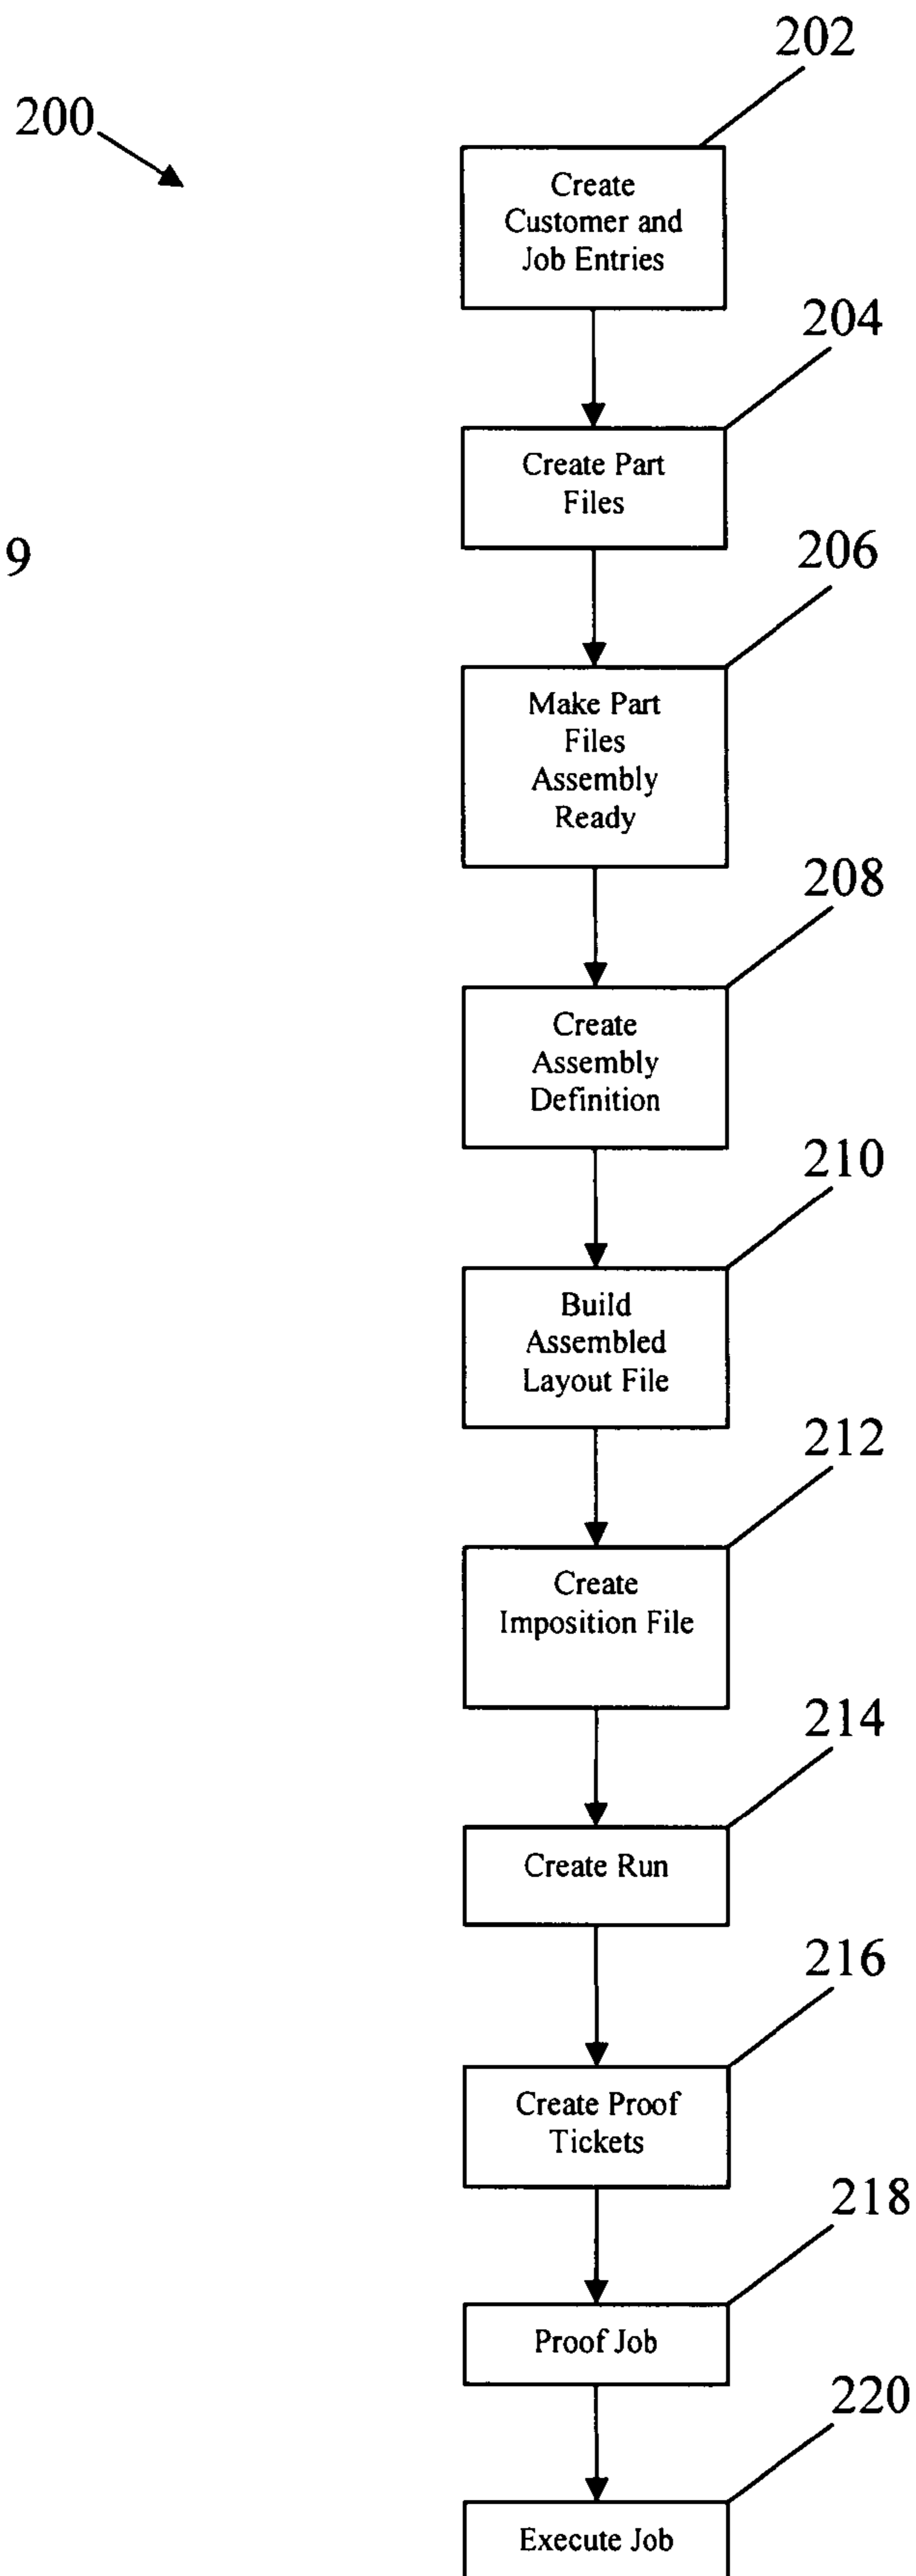 202
200
Create
Customer and
Job Entries
204
Create Part
Files
9
206
Make Part
Files
Assembly
Ready
208
Create
Assembly
Definition
210
Build
Assembled
Layout File
212
Create
Imposition File
214
Create Run
216
Create Proof
Tickets
218
Proof Job
220
Execute Job